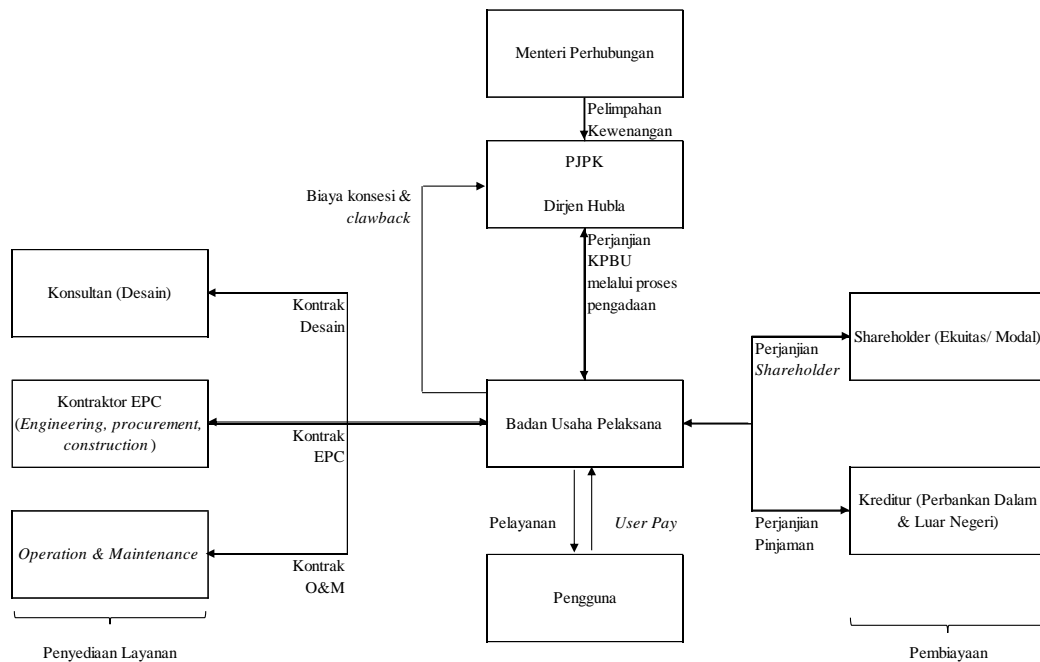 Menteri Perhubungan
Pelimpahan
Kewenangan
PJPK
Dirjen Hubla
Biaya konsesi &
clawback
Perjanjian
KPBU
melalui proses
pengadaan
Konsultan (Desain)
Kontrak
Desain
Kontraktor EPC
(Engineering, procurement,
construction )
Kontrak
EPC
Operation & Maintenance
Kontrak
O&M
Penyediaan Layanan
Badan Usaha Pelaksana
Pelayanan
User Pay
Pengguna
Perjanjian
Shareholder
Shareholder (Ekuitas/ Modal)
Perjanjian
Pinjaman
Kreditur (Perbankan Dalam
& Luar Negeri)
Pembiayaan